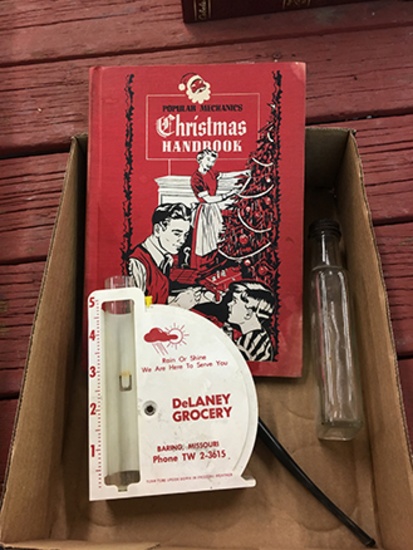 POPULAR MECHANICS
Christmas
HANDBOOK
5
4
3
2
1
Rain Or Shine
We Are Here To Serve You
DeLANEY
GROCERY
BARING, MISSOURI
Phone TW 2-3615